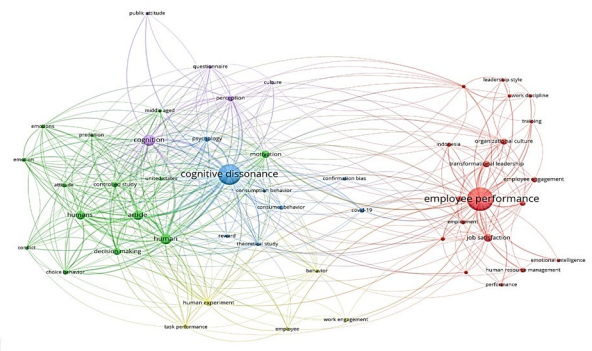 public attitude
questionnaire
culture
leadership style
perception
work discipline
middle aged
training
emotions
prediction
cognition
psychology
indonesia
organizational culture
motivation
emotion
transformational leadership
attitude
controlled study
united states
cognitive dissonance
confirmation bias
employee engagement
consumption behavior
employee performance
humans
article
consumer behavior
covid-19
employment
reward
job satisfaction
human
theoretical study
conflict
decision making
emotional intelligence
choice behavior
behavior
human resource management
performance
human experiment
work engagement
task performance
employee